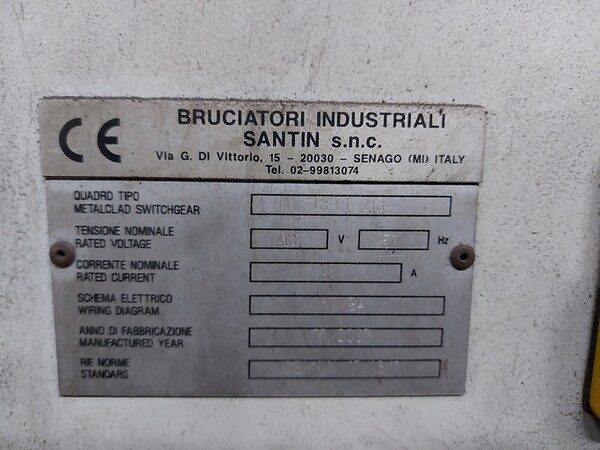 CE
BRUCIATORI INDUSTRIALI
SANTIN s.n.c.
Via G. Di Vittorio, 15 - 20030 - SENAGO (MI) ITALY
Tel. 02-99813074
QUADRO TIPO
METALCLAD SWITCHGEAR
TENSIONE NOMINALE
RATED VOLTAGE
V
Hz
CORRENTE NOMINALE
RATED CURRENT
A
SCHEMA ELETTRICO
WIRING DIAGRAM
ANNO DI FABBRICAZIONE
MANUFACTURED YEAR
RIF. NORME
STANDARS